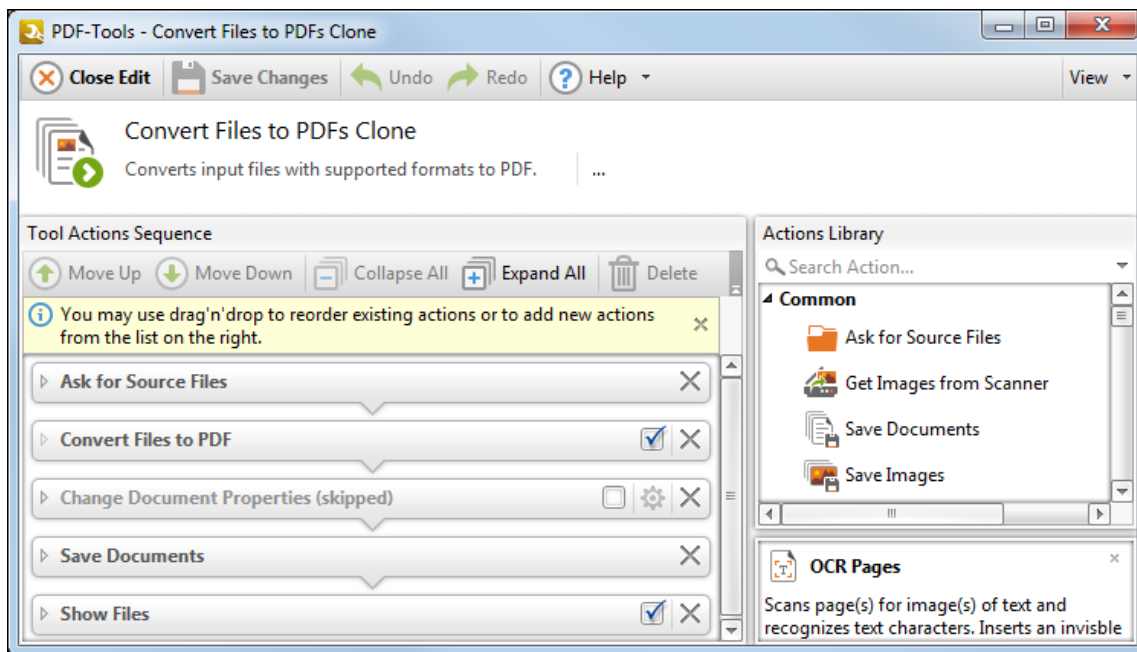 PDF-Tools - Convert Files to PDFs Clone
Close Edit Save Changes Undo Redo ? Help View
Convert Files to PDFs Clone
Converts input files with supported formats to PDF. ...
Tool Actions Sequence
Move Up Move Down Collapse All Expand All Delete
You may use drag'n'drop to reorder existing actions or to add new actions
from the list on the right.
Ask for Source Files
Convert Files to PDF
Change Document Properties (skipped)
Save Documents
Show Files
Actions Library
Search Action...
Common
Ask for Source Files
Get Images from Scanner
Save Documents
Save Images
OCR Pages
Scans page(s) for image(s) of text and
recognizes text characters. Inserts an invisble